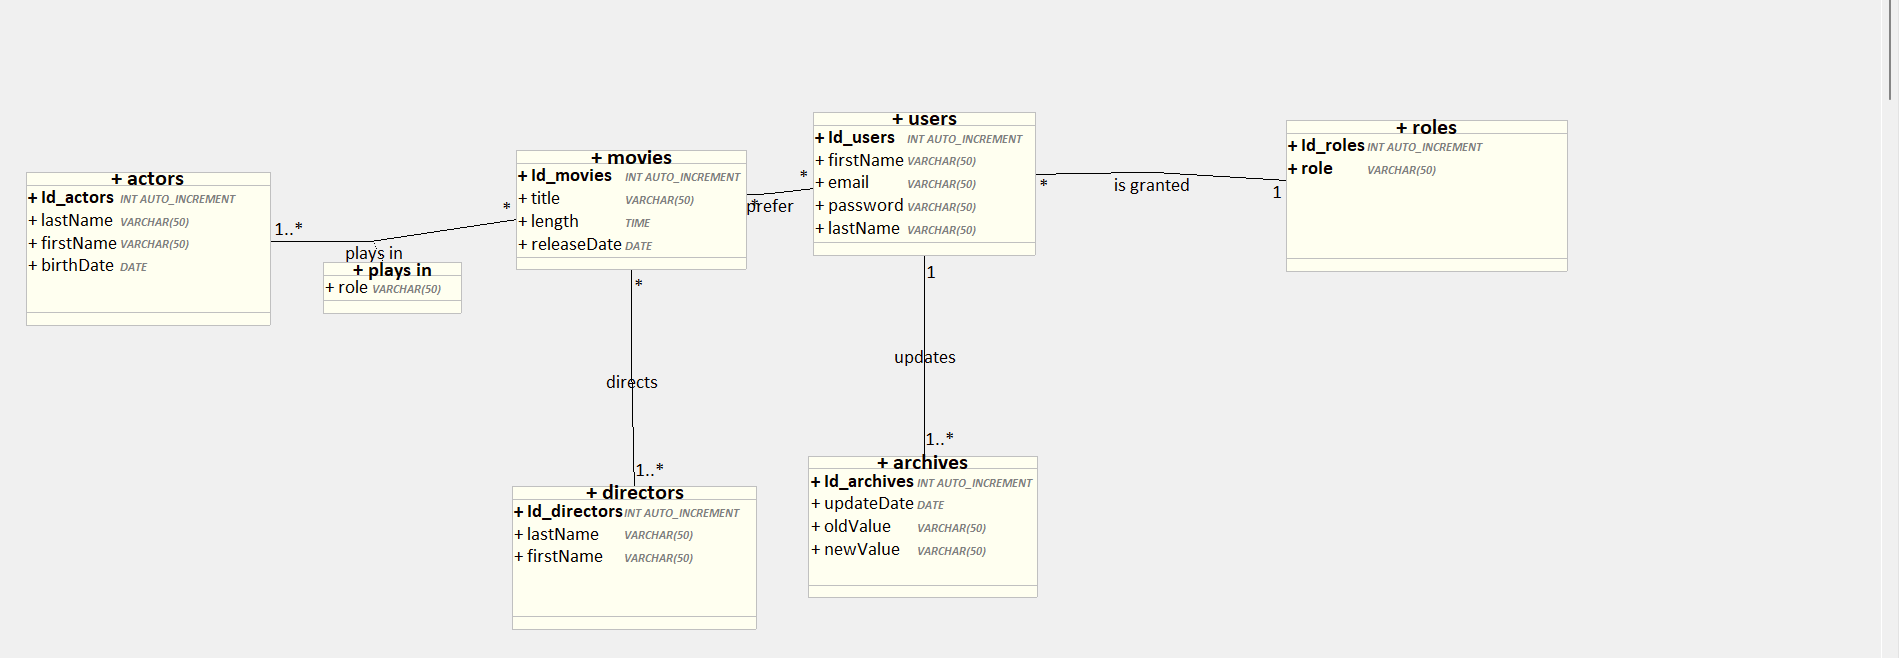 + actors
+ Id_actors INT AUTO_INCREMENT
+ lastName VARCHAR(50)
+ firstName VARCHAR(50)
+ birthDate DATE
1..*
*
plays in
+ plays in
+ role VARCHAR(50)
+ movies
+ Id_movies INT AUTO_INCREMENT
+ title VARCHAR(50)
+ length TIME
+ releaseDate DATE
*
prefer
*
+ users
+ Id_users INT AUTO_INCREMENT
+ firstName VARCHAR(50)
+ email VARCHAR(50)
+ password VARCHAR(50)
+ lastName VARCHAR(50)
*
is granted
1
+ roles
+ Id_roles INT AUTO_INCREMENT
+ role VARCHAR(50)
*
directs
1..*
+ directors
+ Id_directors INT AUTO_INCREMENT
+ lastName VARCHAR(50)
+ firstName VARCHAR(50)
1
updates
1..*
+ archives
+ Id_archives INT AUTO_INCREMENT
+ updateDate DATE
+ oldValue VARCHAR(50)
+ newValue VARCHAR(50)